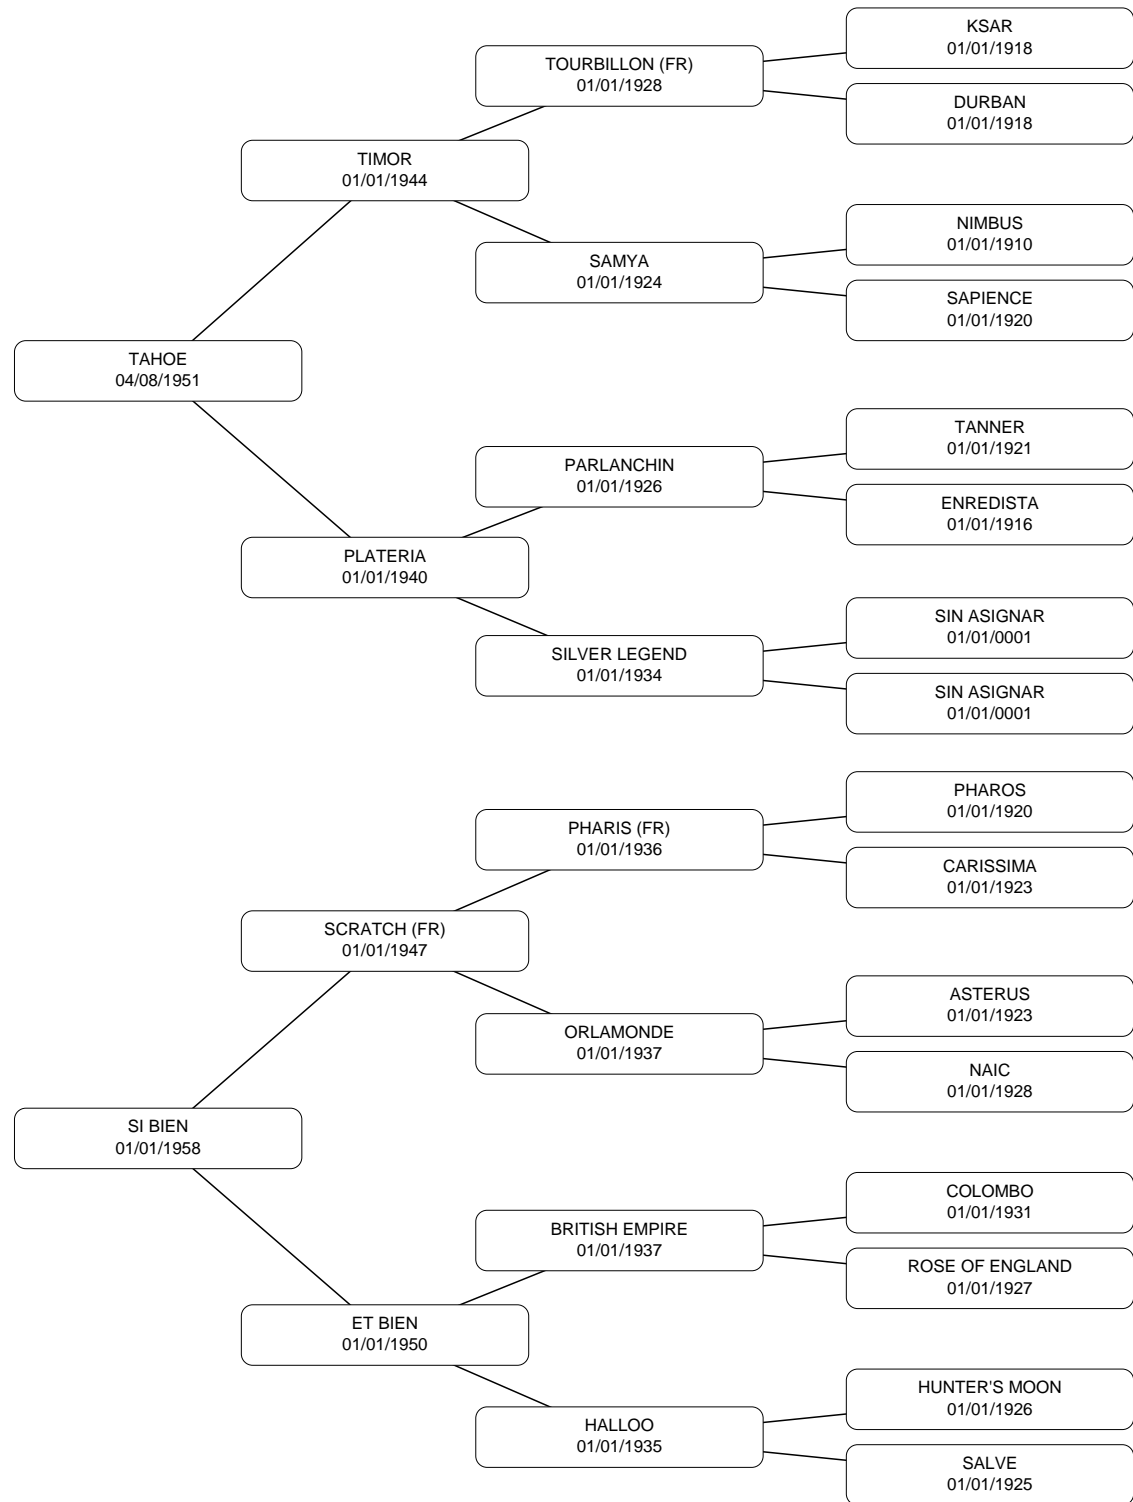 KSAR
01/01/1918
TOURBILLON (FR)
01/01/1928
DURBAN
01/01/1918
TIMOR
01/01/1944
NIMBUS
01/01/1910
SAMYA
01/01/1924
SAPIENCE
01/01/1920
TAHOE
04/08/1951
TANNER
01/01/1921
PARLANCHIN
01/01/1926
ENREDISTA
01/01/1916
PLATERIA
01/01/1940
SIN ASIGNAR
01/01/0001
SILVER LEGEND
01/01/1934
SIN ASIGNAR
01/01/0001
PHAROS
01/01/1920
PHARIS (FR)
01/01/1936
CARISSIMA
01/01/1923
SCRATCH (FR)
01/01/1947
ASTERUS
01/01/1923
ORLAMONDE
01/01/1937
NAIC
01/01/1928
SI BIEN
01/01/1958
COLOMBO
01/01/1931
BRITISH EMPIRE
01/01/1937
ROSE OF ENGLAND
01/01/1927
ET BIEN
01/01/1950
HUNTER'S MOON
01/01/1926
HALLOO
01/01/1935
SALVE
01/01/1925